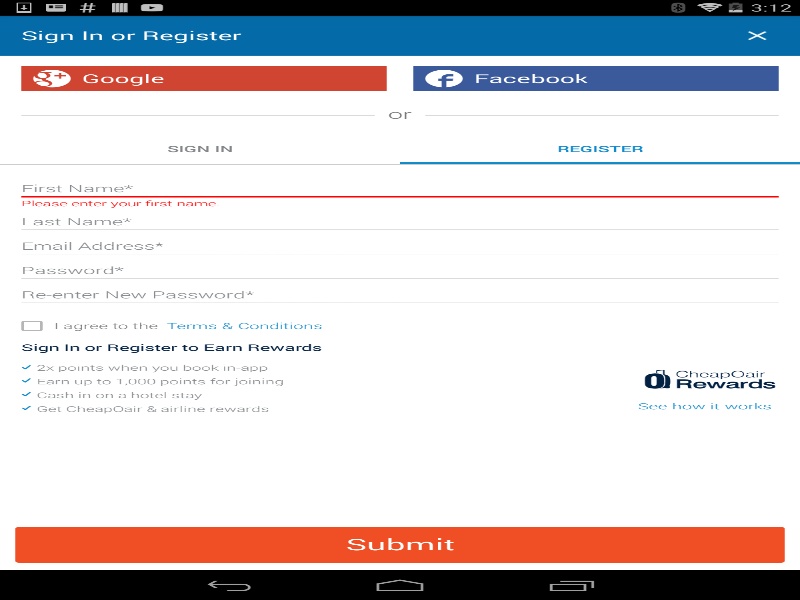 3:12
Sign In or Register
Google
Facebook
or
SIGN IN
REGISTER
First Name*
Please enter your first name
Last Name*
Email Address*
Password*
Re-enter New Password*
I agree to the Terms & Conditions
Sign In or Register to Earn Rewards
2x points when you book in-app
Earn up to 1,000 points for joining
Cash in on a hotel stay
Get CheapOair & airline rewards
CheapOair
Rewards
See how it works
Submit